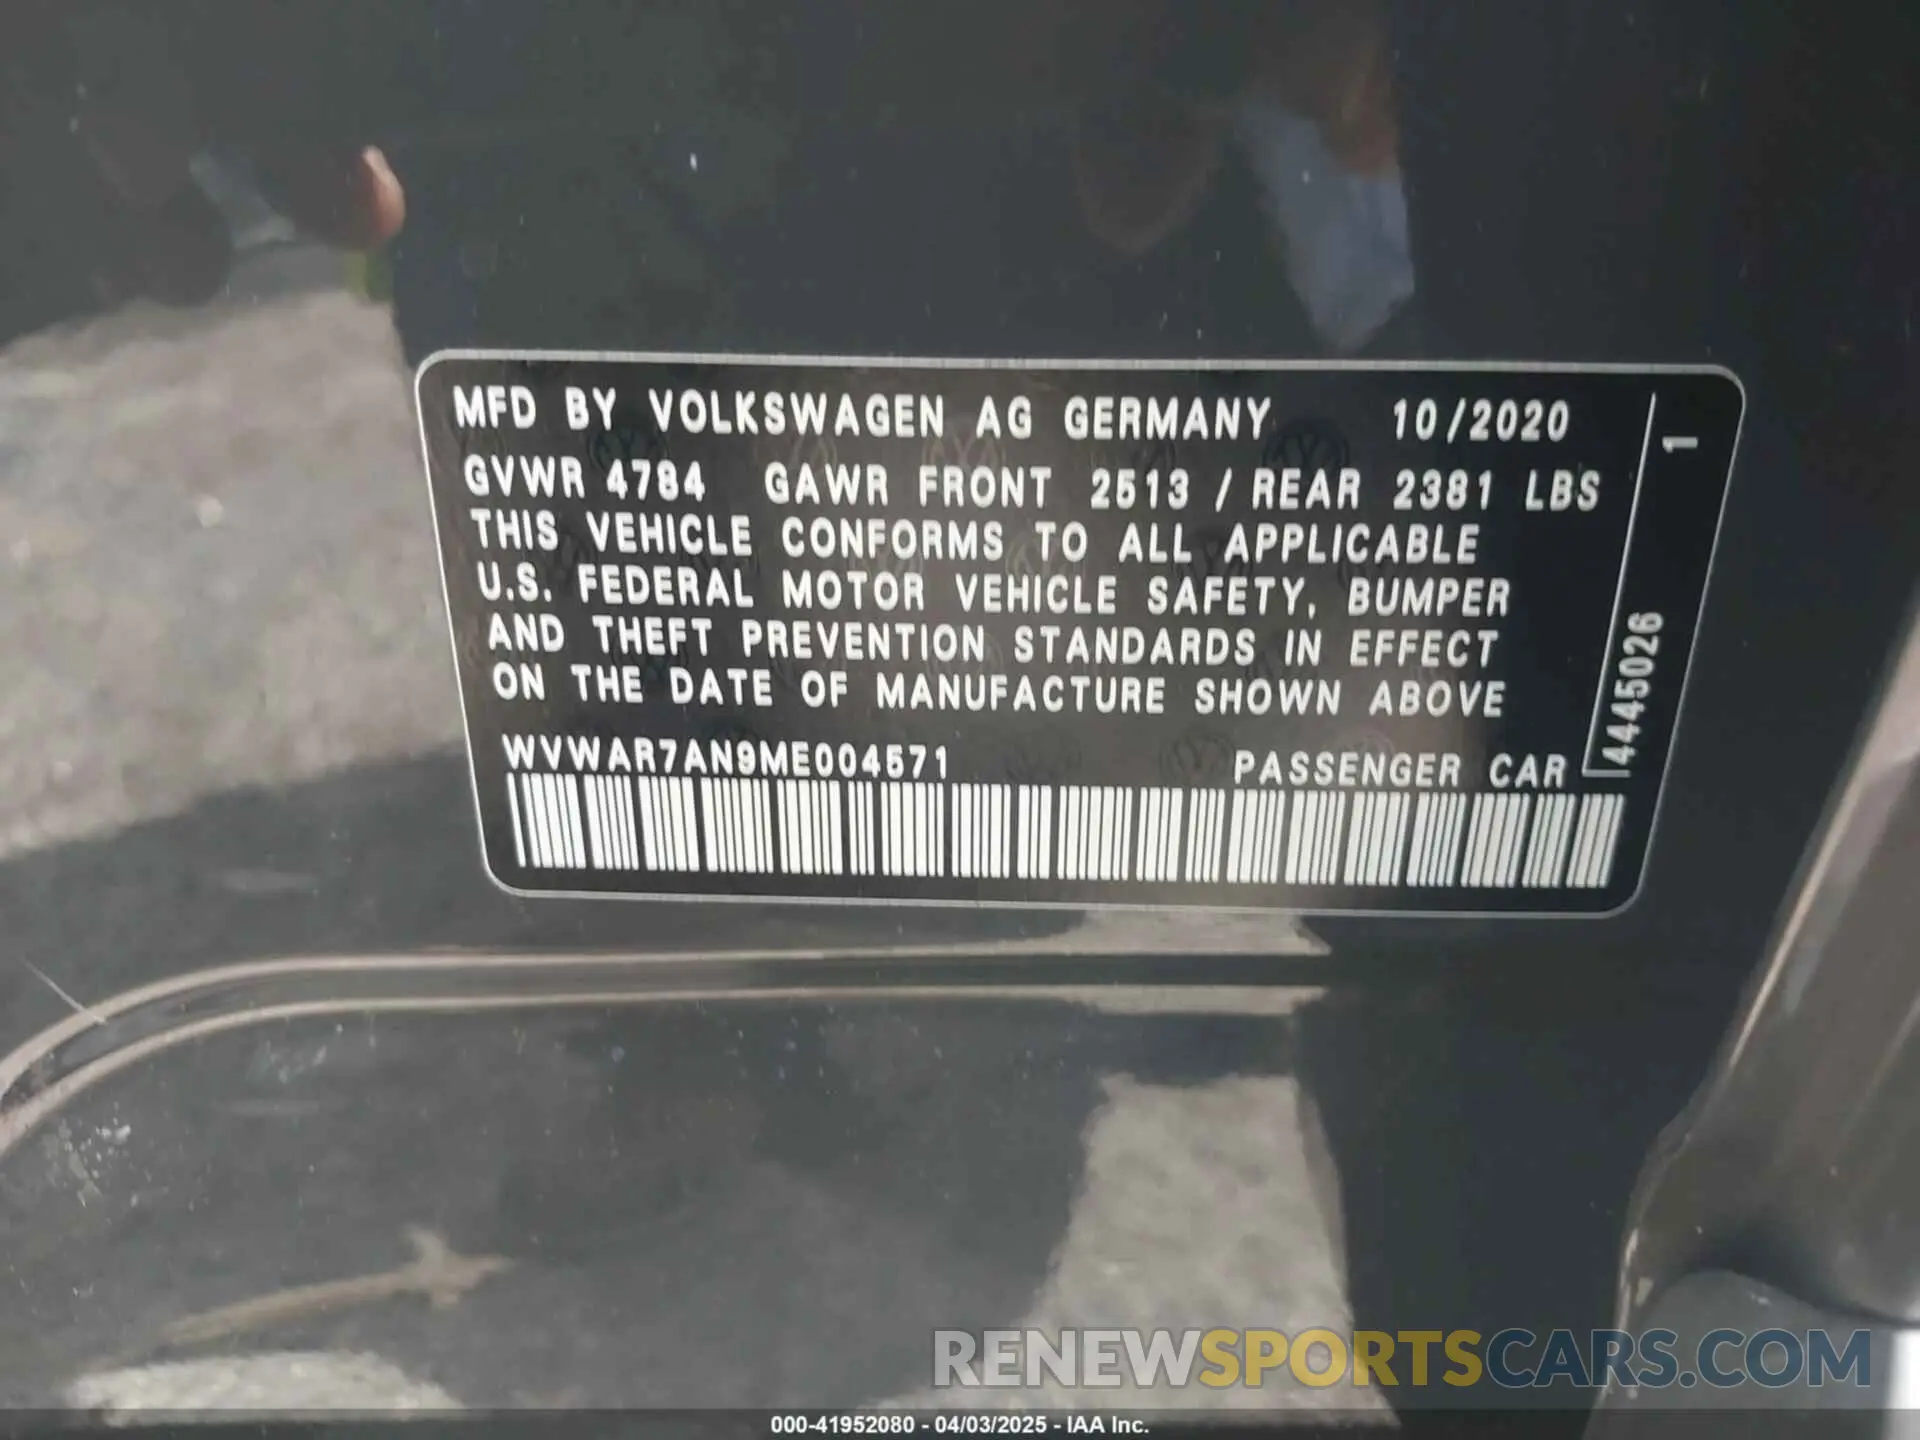 MFD BY VOLKSWAGEN AG GERMANY 10/2020
GVWR 4784 GAWR FRONT 2513 / REAR 2381 LBS
THIS VEHICLE CONFORMS TO ALL APPLICABLE
U.S. FEDERAL MOTOR VEHICLE SAFETY, BUMPER
AND THEFT PREVENTION STANDARDS IN EFFECT
ON THE DATE OF MANUFACTURE SHOWN ABOVE
WVWAR7AN9ME004571 PASSENGER CAR
4445026 1
RENEWSPORTSCARS.COM
000-41952080 - 04/03/2025 - IAA Inc.